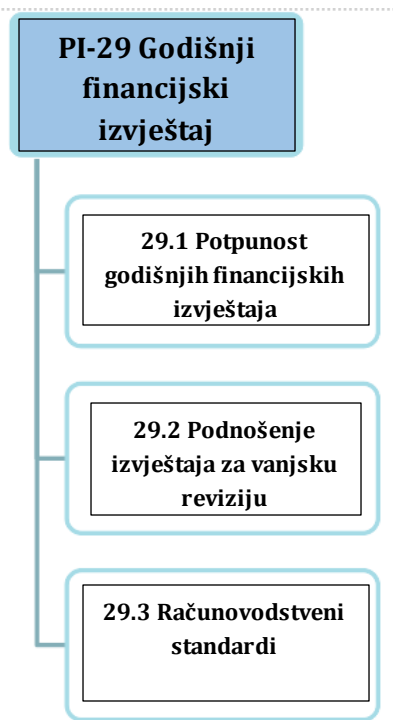 PI-29 Godišnji
financijski
izvještaj
29.1 Potpunost
godišnjih financijskih
izvještaja
29.2 Podnošenje
izvještaja za vanjsku
reviziju
29.3 Računovodstveni
standardi